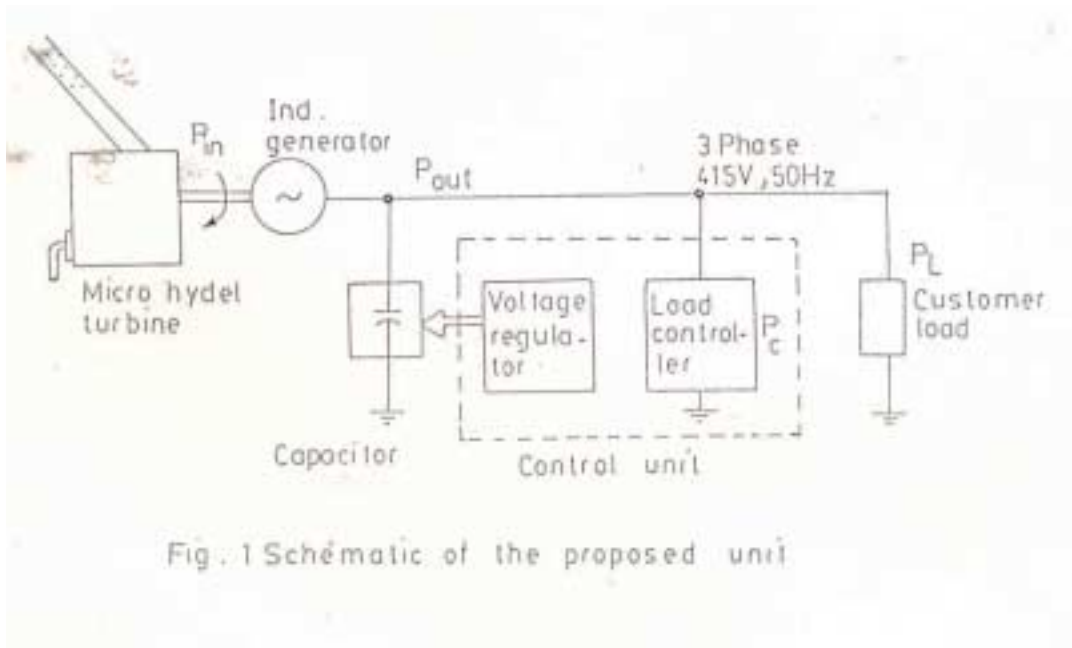 Ind.
generator
P_in
P_out
3 Phase
415V, 50Hz
Micro hydel
turbine
Voltage
regula-
tor
Load
control-
ler
P_c
P_L
Customer
load
Capacitor
Control unit
Fig. 1 Schematic of the proposed unit